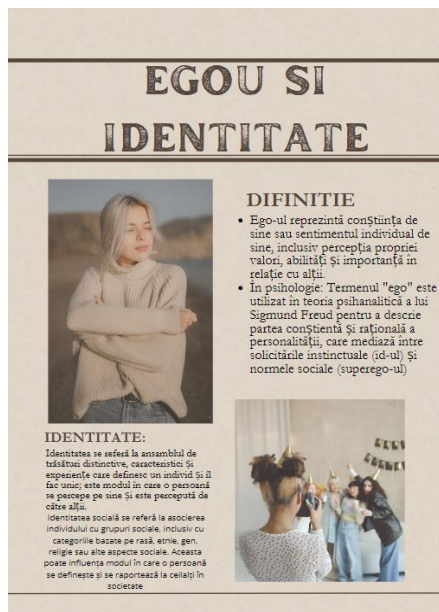 EGOU SI
IDENTITATE
DIFINITIE
• Ego-ul reprezintă conștiința de
sine sau sentimentul individual de
sine, inclusiv percepția propriei
valori, abilități și importanță în
relație cu alții.
• În psihologie: Termenul "ego" este
utilizat în teoria psihanalitică a lui
Sigmund Freud pentru a descrie
partea conștientă și rațională a
personalității, care mediază între
solicitările instinctuale (id-ul) și
normele sociale (superego-ul)
IDENTITATE:
Identitatea se referă la ansamblul de
trăsături distinctive, caracteristici și
experiențe care definesc un individ și îl
fac unic; este modul în care o persoană
se percepe pe sine și este percepută de
către alții.
Identitatea socială se referă la asocierea
individului cu grupuri sociale, inclusiv cu
categoriile bazate pe rasă, etnie, gen,
religie sau alte aspecte sociale. Aceasta
poate influența modul în care o persoană
se definește și se raportează la ceilalți în
societate